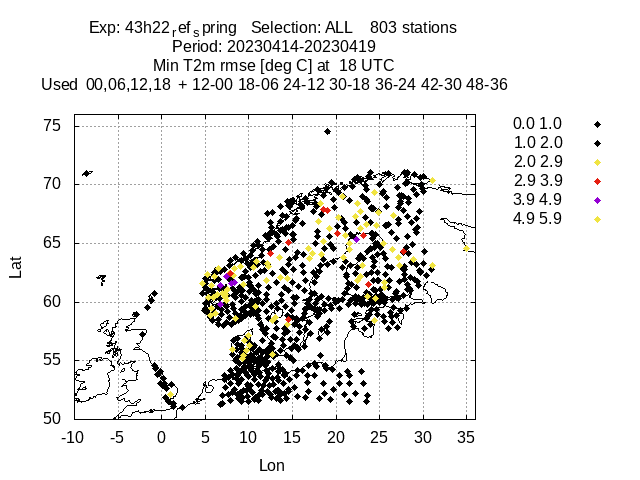 Exp: 43h22refspring   Selection: ALL    803 stations
Period: 20230414-20230419
Min T2m rmse [deg C] at  18 UTC
Used  00,06,12,18  + 12-00 18-06 24-12 30-18 36-24 42-30 48-36
0.0 1.0
1.0 2.0
2.0 2.9
2.9 3.9
3.9 4.9
4.9 5.9
Lat
75
70
65
60
55
50
-10 -5 0 5 10 15 20 25 30 35
Lon